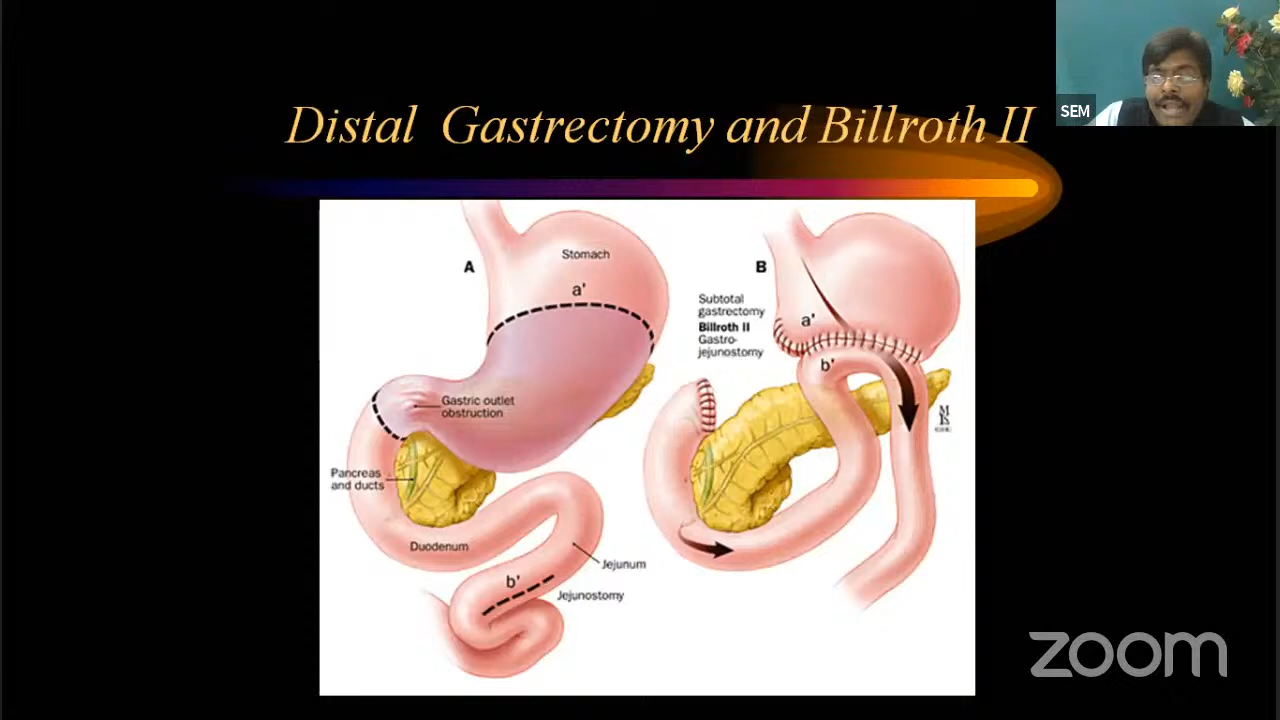 SEM
Distal Gastrectomy and Billroth II
A
Stomach
a'
Gastric outlet
obstruction
Pancreas
and ducts
Duodenum
Jejunum
b'
Jejunostomy
B
Subtotal
gastrectomy
Billroth II
Gastro-
jejunostomy
a'
b'
zoom